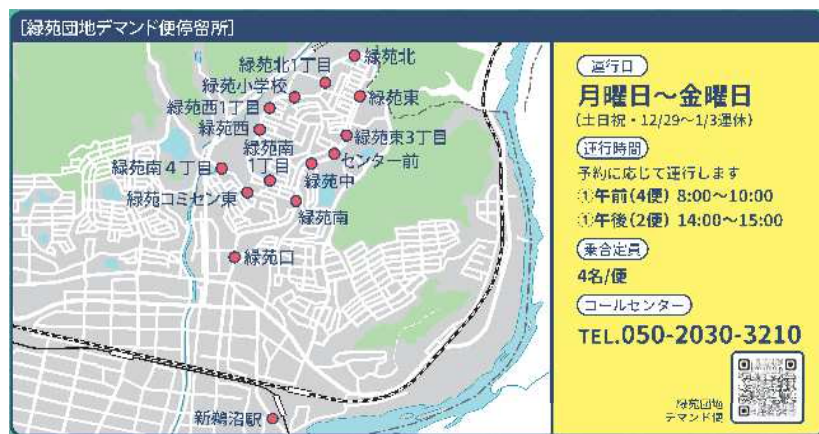 [緑苑団地デマンド便停留所]
緑苑北
緑苑北1丁目
緑苑小学校
緑苑東
緑苑西1丁目
緑苑西
緑苑東3丁目
緑苑南
1丁目
センター前
緑苑南4丁目
緑苑中
緑苑コミセン東
緑苑南
緑苑口
新鵜沼駅
運行日
月曜日~金曜日
(土日祝・12/29~1/3運休)
運行時間
予約に応じて運行します
①午前(4便) 8:00~10:00
①午後(2便) 14:00~15:00
乗合定員
4名/便
コールセンター
TEL.050-2030-3210
緑苑団地
デマンド便